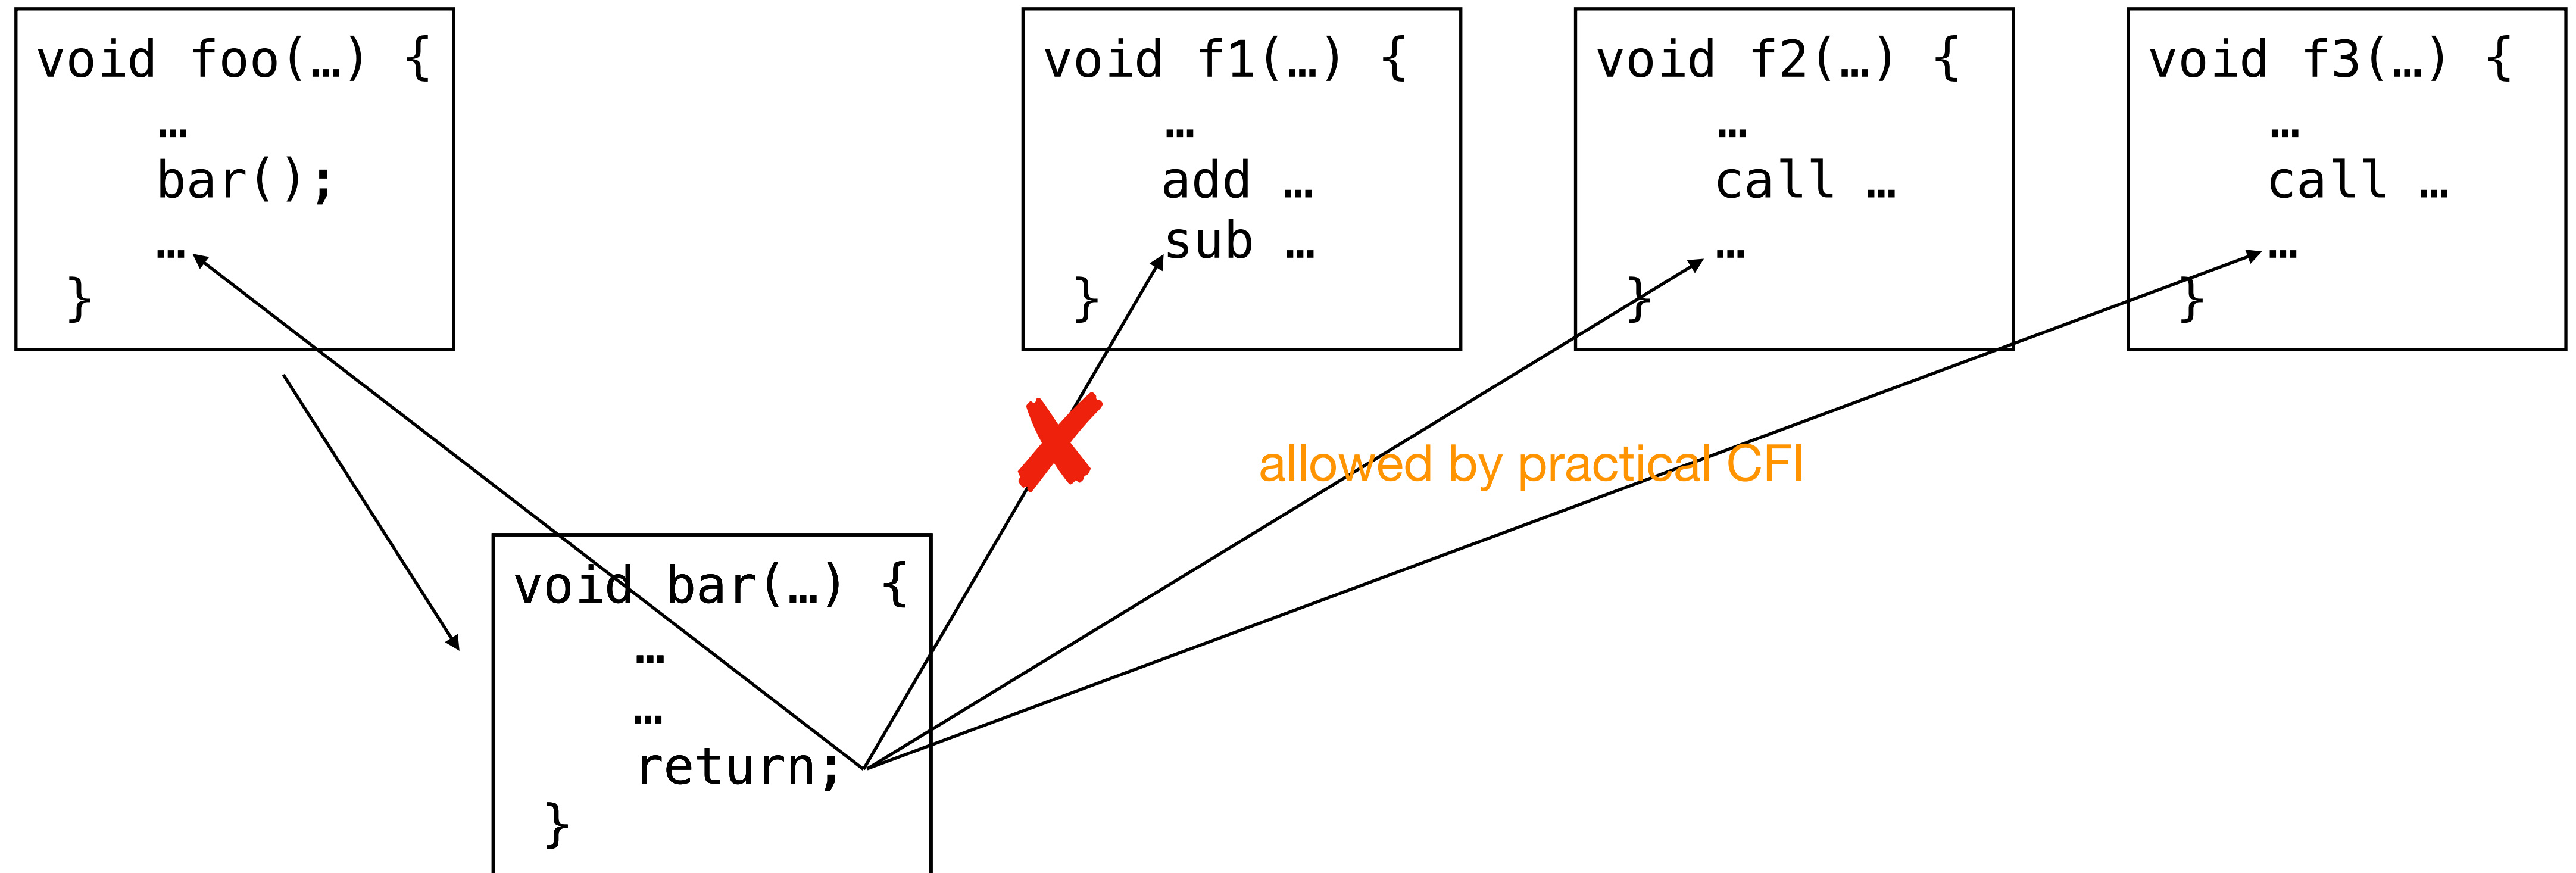 void foo(…) {
…
bar();
…
}
void f1(…) {
…
add …
sub …
}
void f2(…) {
…
call …
…
}
void f3(…) {
…
call …
…
}
allowed by practical CFI
void bar(…) {
…
…
return;
}